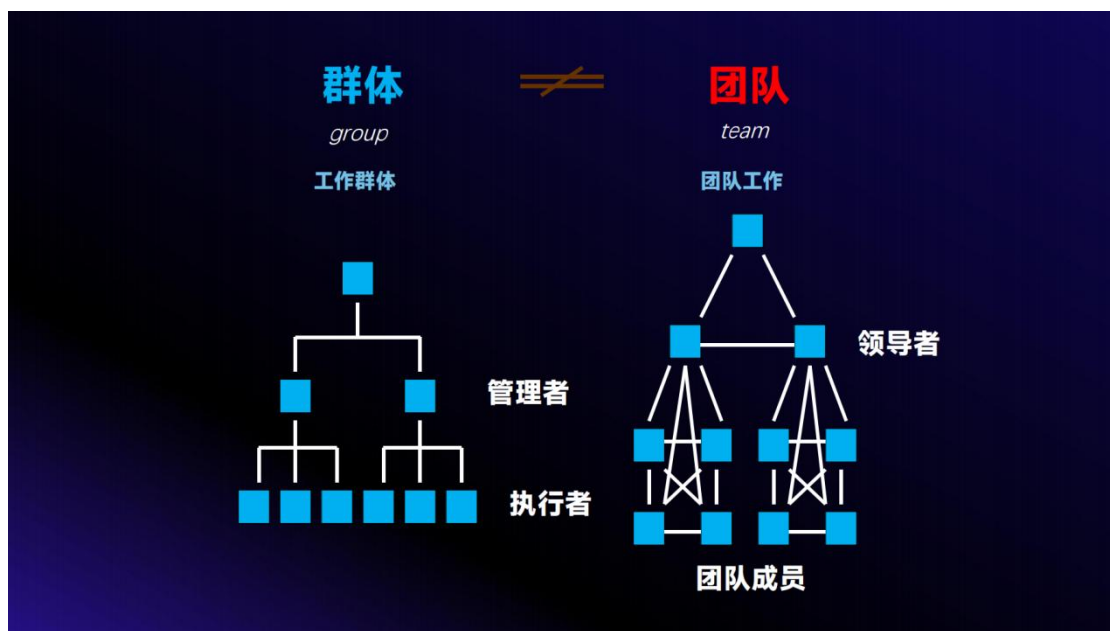 群体 ≠ 团队
group team
工作群体 团队工作
领导者
管理者
执行者
团队成员